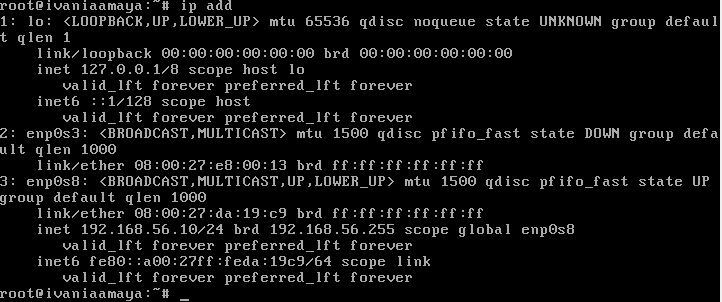 root@ivaniaamaya:~# ip add
1: lo: <LOOPBACK,UP,LOWER_UP> mtu 65536 qdisc noqueue state UNKNOWN group defaul
t qlen 1
    link/loopback 00:00:00:00:00:00 brd 00:00:00:00:00:00
    inet 127.0.0.1/8 scope host lo
       valid_lft forever preferred_lft forever
    inet6 ::1/128 scope host
       valid_lft forever preferred_lft forever
2: enp0s3: <BROADCAST,MULTICAST> mtu 1500 qdisc pfifo_fast state DOWN group defa
ult qlen 1000
    link/ether 08:00:27:e8:00:13 brd ff:ff:ff:ff:ff:ff
3: enp0s8: <BROADCAST,MULTICAST,UP,LOWER_UP> mtu 1500 qdisc pfifo_fast state UP
group default qlen 1000
    link/ether 08:00:27:da:19:c9 brd ff:ff:ff:ff:ff:ff
    inet 192.168.56.10/24 brd 192.168.56.255 scope global enp0s8
       valid_lft forever preferred_lft forever
    inet6 fe80::a00:27ff:feda:19c9/64 scope link
       valid_lft forever preferred_lft forever
root@ivaniaamaya:~# _